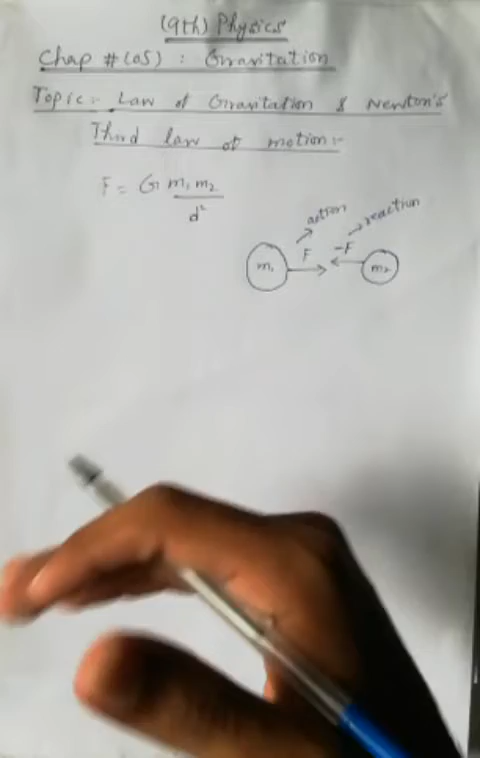 (9th) Physics
Chap # (05) : Gravitation
Topic:- Law of Gravitation & Newton's
Third law of motion:-
F = G m₁ m₂
d²
action
reaction
F
-F
m₁
m₂